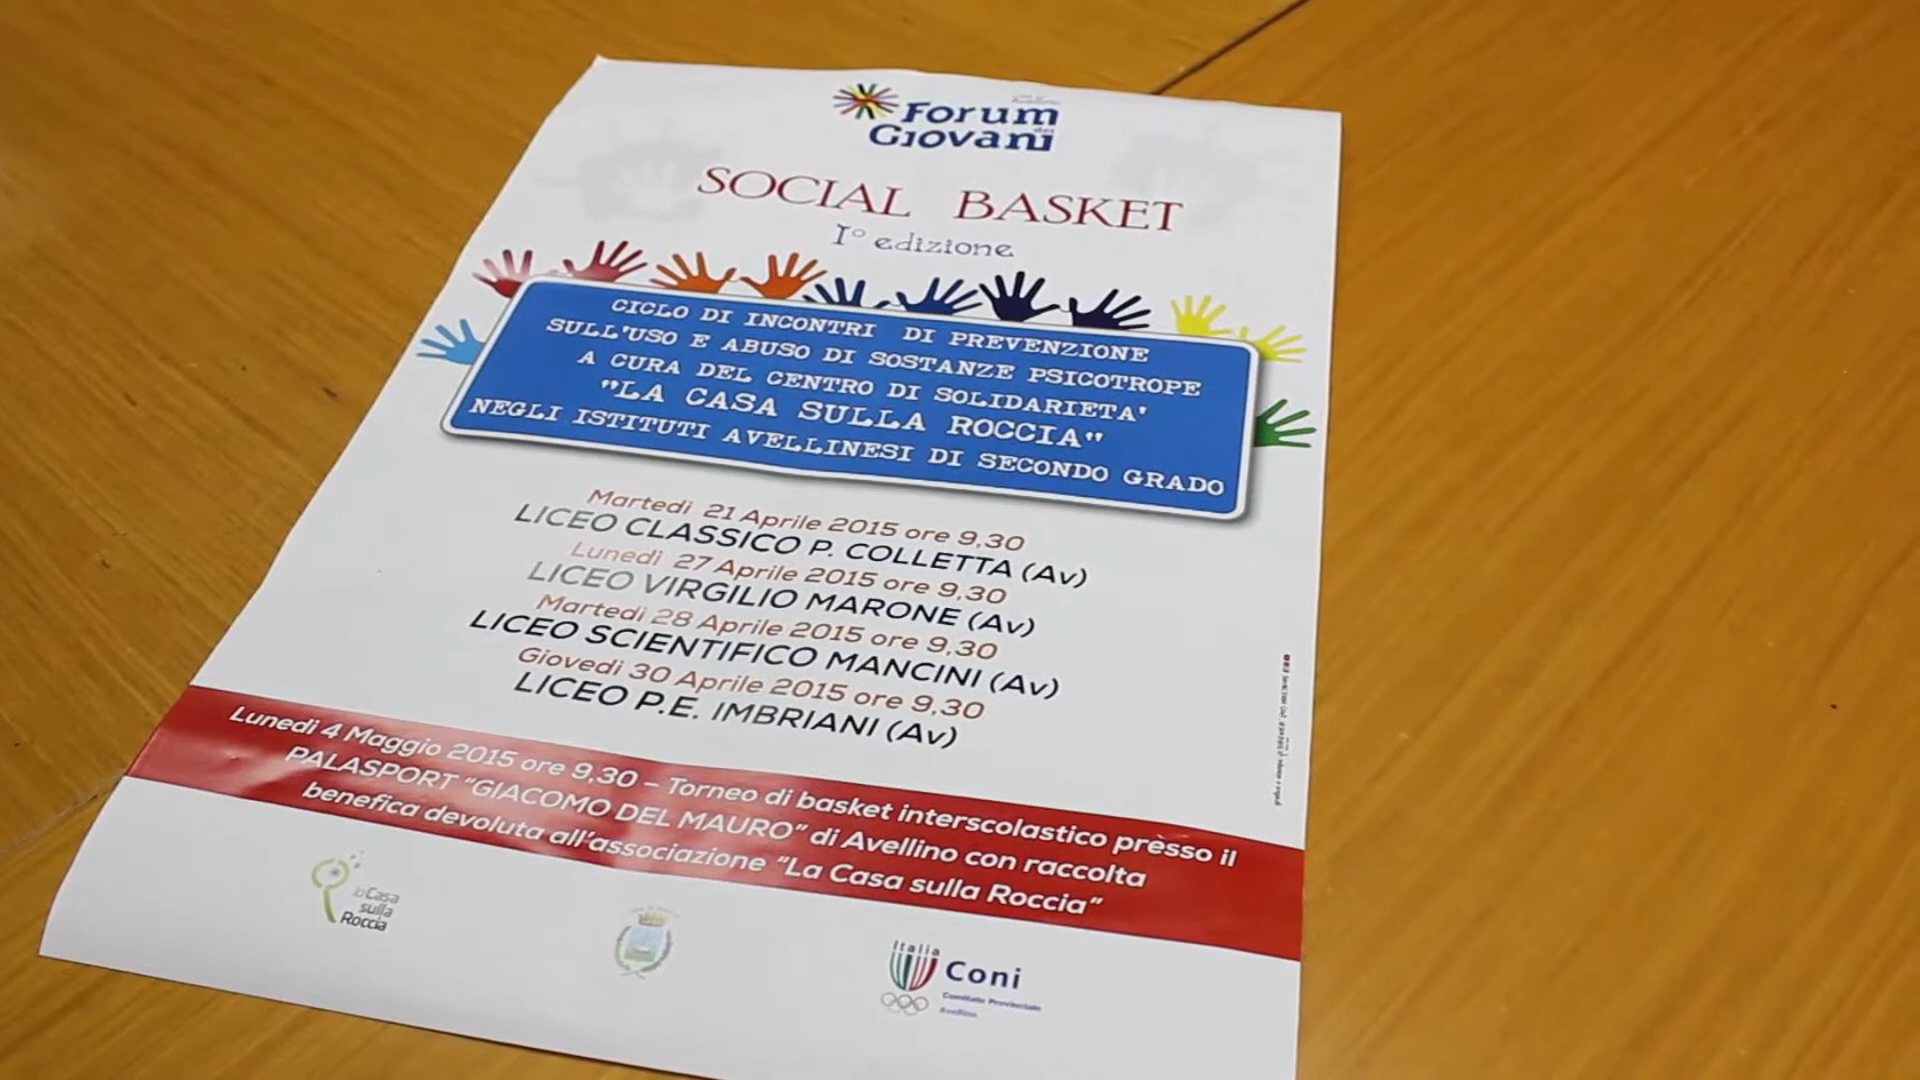 Forum
dei
Giovani
SOCIAL BASKET
I° edizione
CICLO DI INCONTRI DI PREVENZIONE
SULL'USO E ABUSO DI SOSTANZE PSICOTROPE
A CURA DEL CENTRO DI SOLIDARIETA'
"LA CASA SULLA ROCCIA"
NEGLI ISTITUTI AVELLINESI DI SECONDO GRADO
Martedì 21 Aprile 2015 ore 9,30
LICEO CLASSICO P. COLLETTA (Av)
Lunedì 27 Aprile 2015 ore 9,30
LICEO VIRGILIO MARONE (Av)
Martedì 28 Aprile 2015 ore 9,30
LICEO SCIENTIFICO MANCINI (Av)
Giovedì 30 Aprile 2015 ore 9,30
LICEO P.E. IMBRIANI (Av)
Lunedì 4 Maggio 2015 ore 9,30 – Torneo di basket interscolastico presso il
PALASPORT "GIACOMO DEL MAURO" di Avellino con raccolta
benefica devoluta all'associazione "La Casa sulla Roccia"
la Casa
sulla
Roccia
Italia
Coni
Comitato Provinciale
Avellino